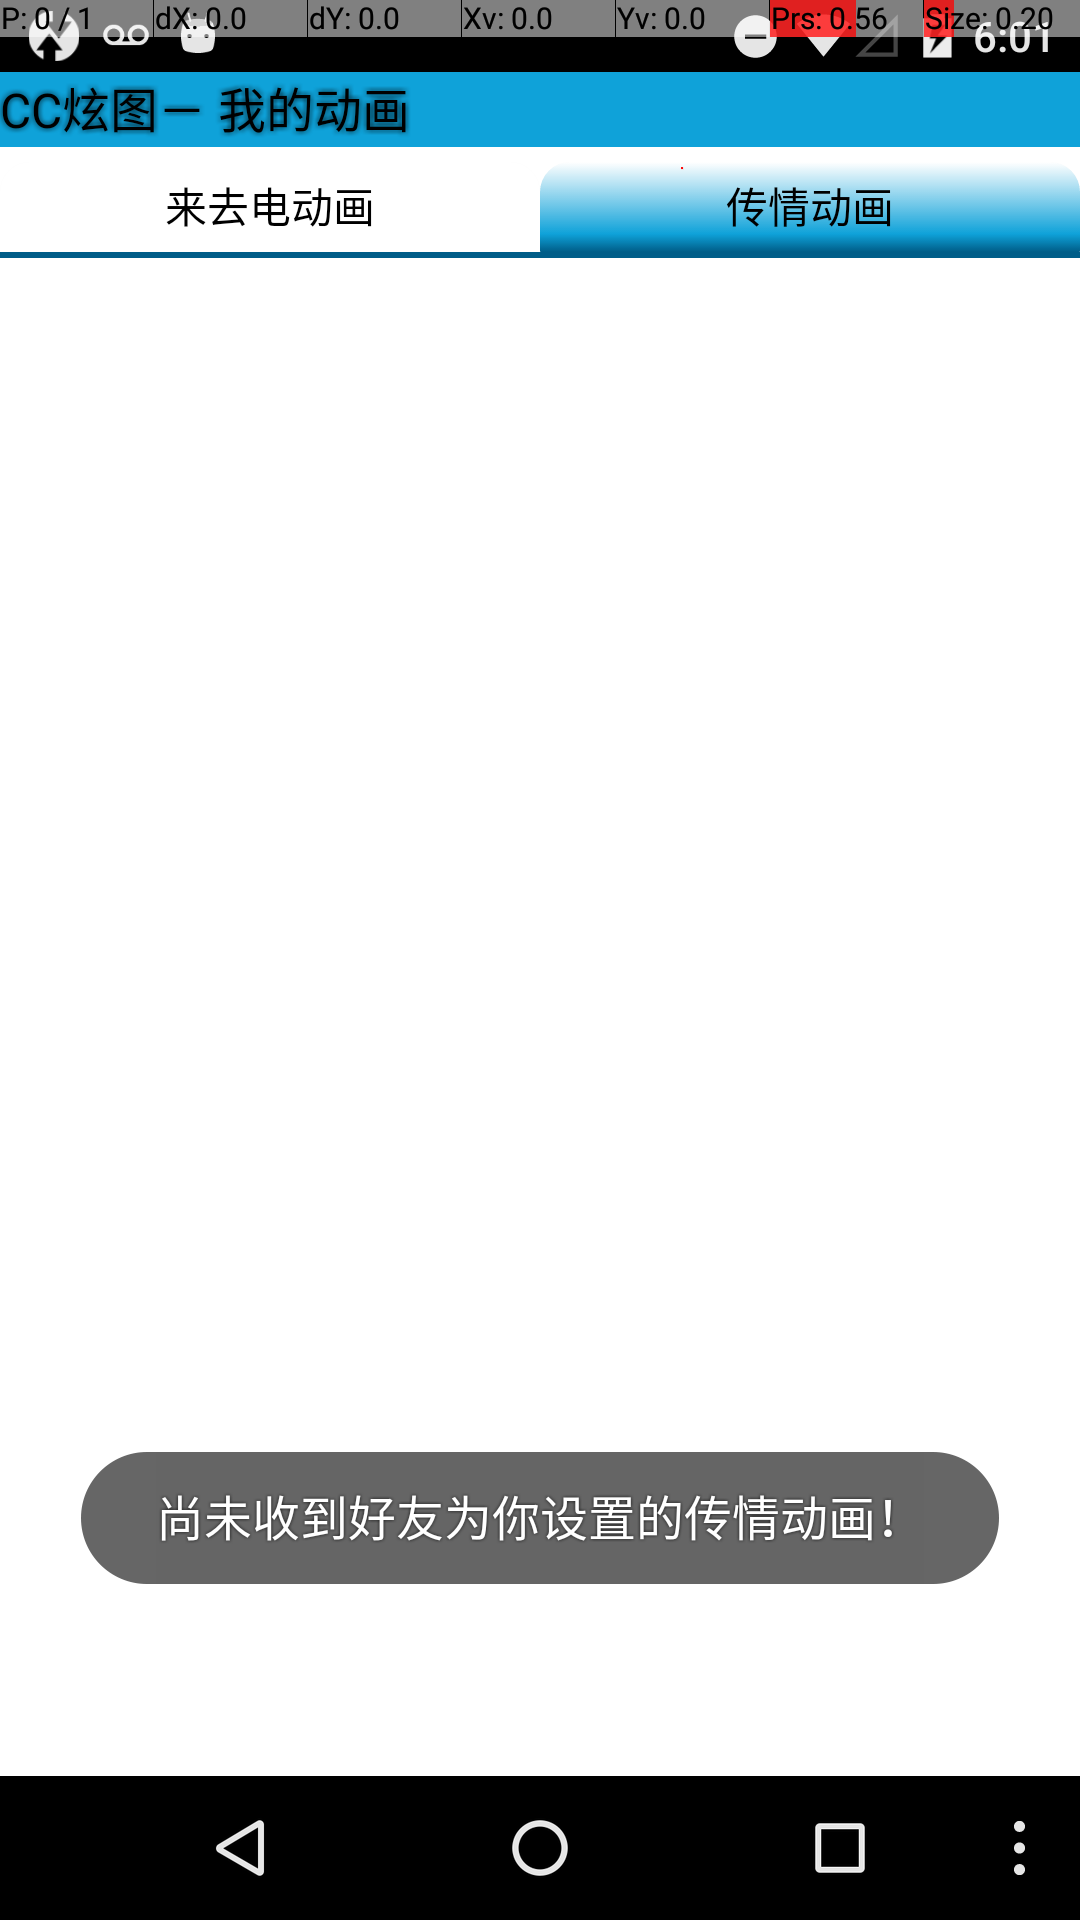 P: 0 / 1 dX: 0.0 dY: 0.0 Xv: 0.0 Yv: 0.0 Prs: 0.56 Size: 0.20
6:01
CC炫图－ 我的动画
来去电动画 传情动画
尚未收到好友为你设置的传情动画！